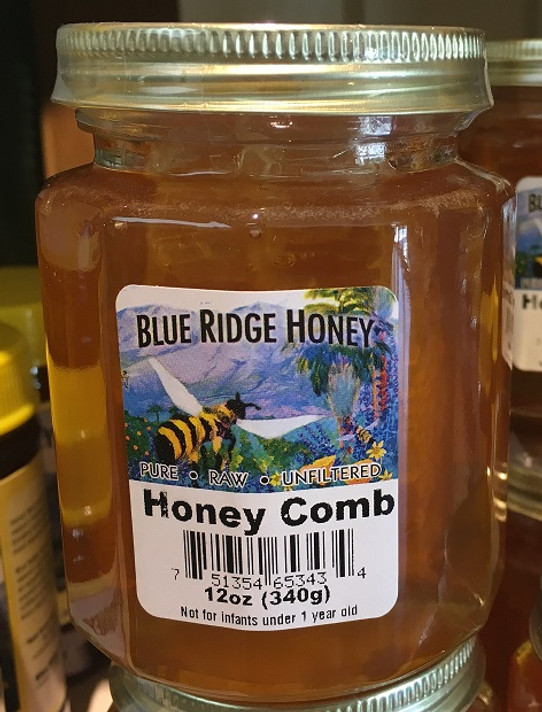 BLUE RIDGE HONEY
PURE • RAW • UNFILTERED
Honey Comb
7 51354 65343 4
12oz (340g)
Not for infants under 1 year old